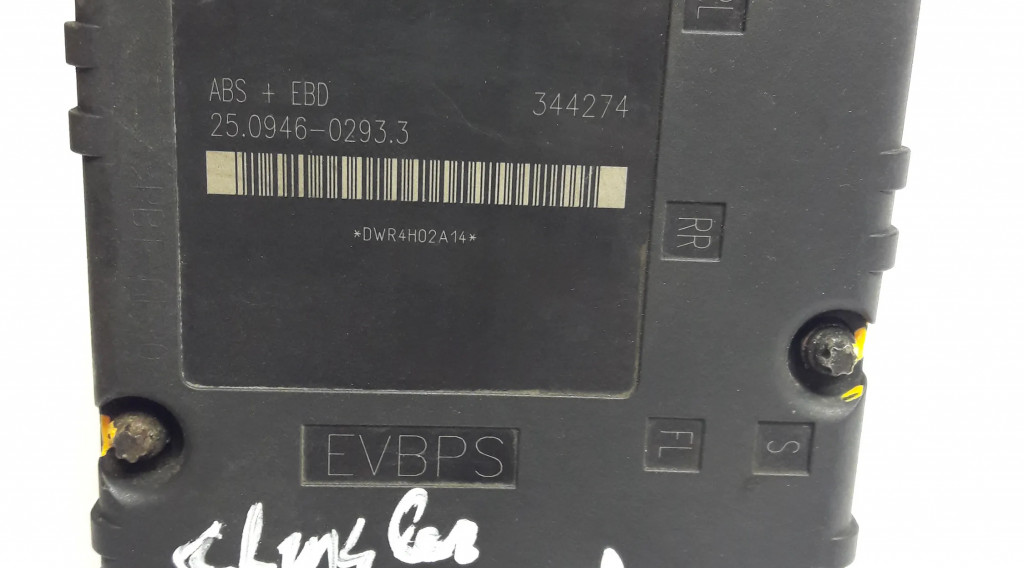 ABS + EBD 344274
25.0946-0293.3
*DWR4H02A14*
RR
FL
S
EVBPS